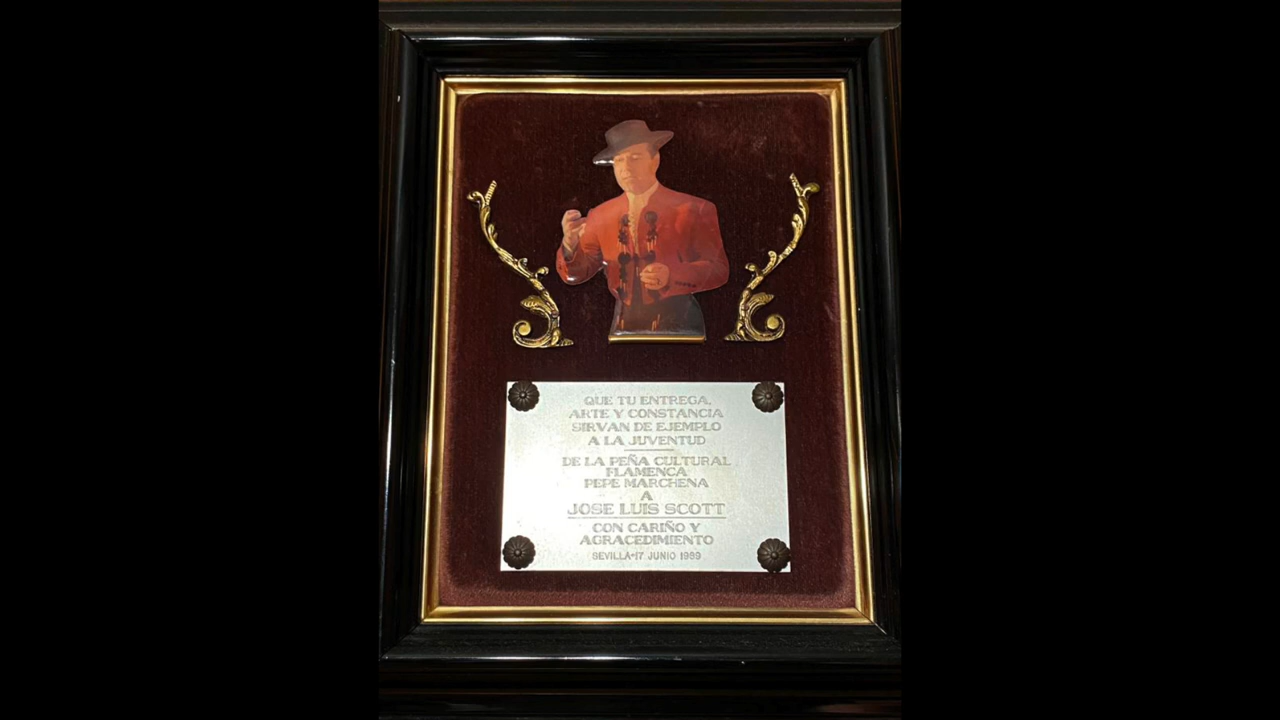 QUE TU ENTREGA,
ARTE Y CONSTANCIA
SIRVAN DE EJEMPLO
A LA JUVENTUD
DE LA PEÑA CULTURAL
FLAMENCA
PEPE MARCHENA
A
JOSE LUIS SCOTT
CON CARIÑO Y
AGRACEDIMIENTO
SEVILLA-17 JUNIO 1989